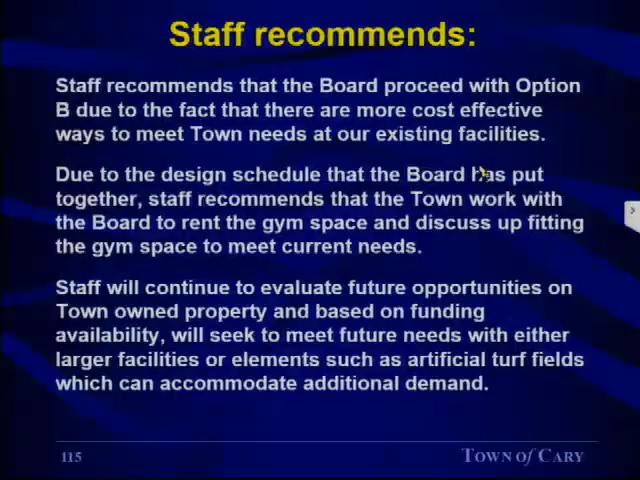 Staff recommends:
Staff recommends that the Board proceed with Option
B due to the fact that there are more cost effective
ways to meet Town needs at our existing facilities.
Due to the design schedule that the Board has put
together, staff recommends that the Town work with
the Board to rent the gym space and discuss up fitting
the gym space to meet current needs.
Staff will continue to evaluate future opportunities on
Town owned property and based on funding
availability, will seek to meet future needs with either
larger facilities or elements such as artificial turf fields
which can accommodate additional demand.
115
TOWN of CARY